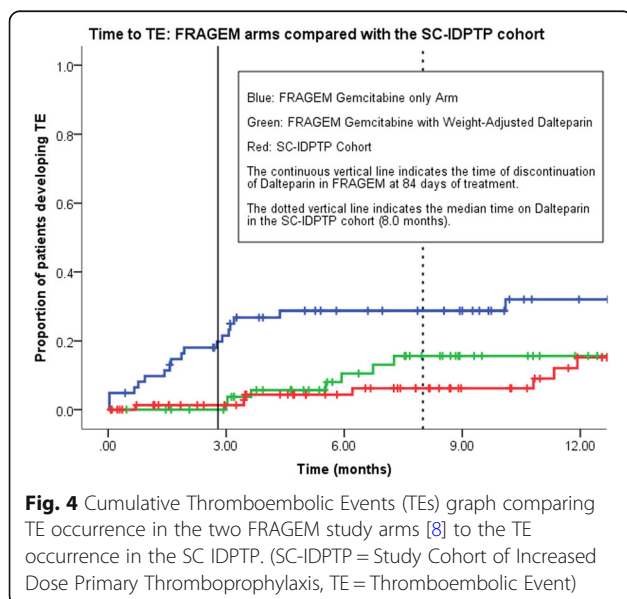 Time to TE: FRAGEM arms compared with the SC-IDPTP cohort
1.0
0.8
0.6
0.4
0.2
0.0
Proportion of patients developing TE
Blue: FRAGEM Gemcitabine only Arm
Green: FRAGEM Gemcitabine with Weight-Adjusted Dalteparin
Red: SC-IDPTP Cohort
The continuous vertical line indicates the time of discontinuation
of Dalteparin in FRAGEM at 84 days of treatment.
The dotted vertical line indicates the median time on Dalteparin
in the SC-IDPTP cohort (8.0 months).
.00 3.00 6.00 9.00 12.00
Time (months)
Fig. 4 Cumulative Thromboembolic Events (TEs) graph comparing
TE occurrence in the two FRAGEM study arms [8] to the TE
occurrence in the SC IDPTP. (SC-IDPTP = Study Cohort of Increased
Dose Primary Thromboprophylaxis, TE = Thromboembolic Event)